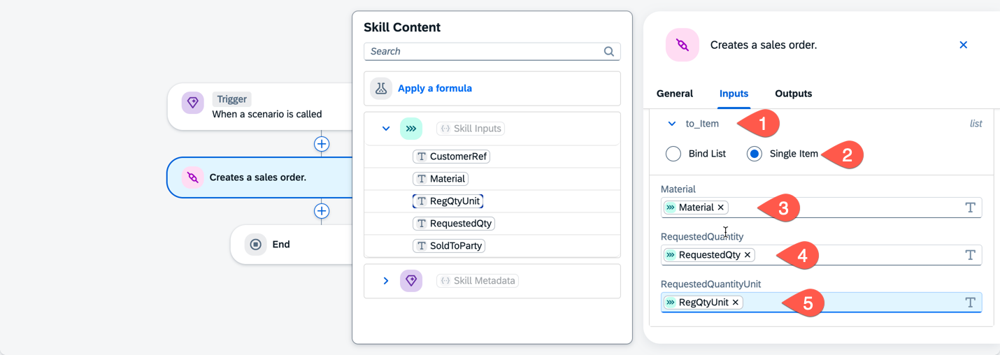 Trigger
When a scenario is called
Creates a sales order.
End
Skill Content
Search
Apply a formula
Skill Inputs
T CustomerRef
T Material
T RegQtyUnit
T RequestedQty
T SoldToParty
Skill Metadata
Creates a sales order.
General Inputs Outputs
to_Item 1 list
Bind List Single Item 2
Material
Material 3 T
RequestedQuantity
RequestedQty 4 T
RequestedQuantityUnit
RegQtyUnit 5 T